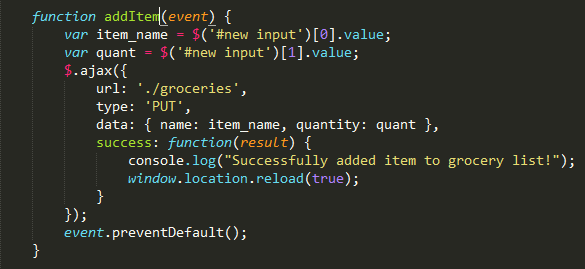 function addItem(event) {
    var item_name = $('#new input')[0].value;
    var quant = $('#new input')[1].value;
    $.ajax({
        url: './groceries',
        type: 'PUT',
        data: { name: item_name, quantity: quant },
        success: function(result) {
            console.log("Successfully added item to grocery list!");
            window.location.reload(true);
        }
    });
    event.preventDefault();
}